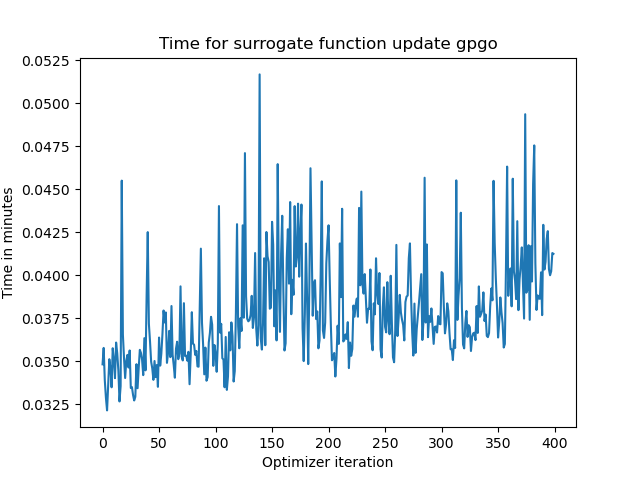 Time for surrogate function update gpgo
Time in minutes
0.0525
0.0500
0.0475
0.0450
0.0425
0.0400
0.0375
0.0350
0.0325
0 50 100 150 200 250 300 350 400
Optimizer iteration